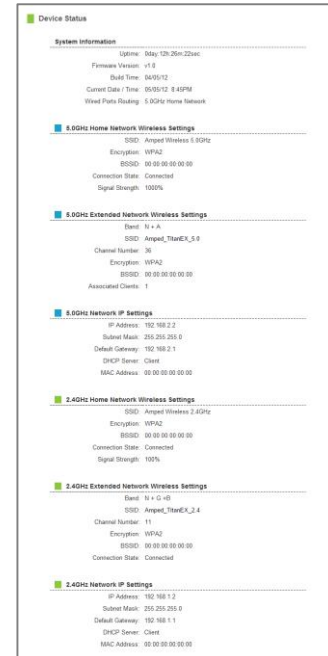 Device Status
System Information
Uptime: 0day:12h:26m:22sec
Firmware Version: v1.0
Build Time: 04/05/12
Current Date / Time: 05/05/12 8:45PM
Wired Ports Routing: 5.0GHz Home Network
5.0GHz Home Network Wireless Settings
SSID: Amped Wireless 5.0GHz
Encryption: WPA2
BSSID: 00:00:00:00:00:00
Connection State: Connected
Signal Strength: 1000%
5.0GHz Extended Network Wireless Settings
Band: N + A
SSID: Amped_TitanEX_5.0
Channel Number: 36
Encryption: WPA2
BSSID: 00:00:00:00:00:00
Associated Clients: 1
5.0GHz Network IP Settings
IP Address: 192.168.2.2
Subnet Mask: 255.255.255.0
Default Gateway: 192.168.2.1
DHCP Server: Client
MAC Address: 00:00:00:00:00:00
2.4GHz Home Network Wireless Settings
SSID: Amped Wireless 2.4GHz
Encryption: WPA2
BSSID: 00:00:00:00:00:00
Connection State: Connected
Signal Strength: 100%
2.4GHz Extended Network Wireless Settings
Band: N + G +B
SSID: Amped_TitanEX_2.4
Channel Number: 11
Encryption: WPA2
BSSID: 00:00:00:00:00:00
Connection State: Connected
2.4GHz Network IP Settings
IP Address: 192.168.1.2
Subnet Mask: 255.255.255.0
Default Gateway: 192.168.1.1
DHCP Server: Client
MAC Address: 00:00:00:00:00:00